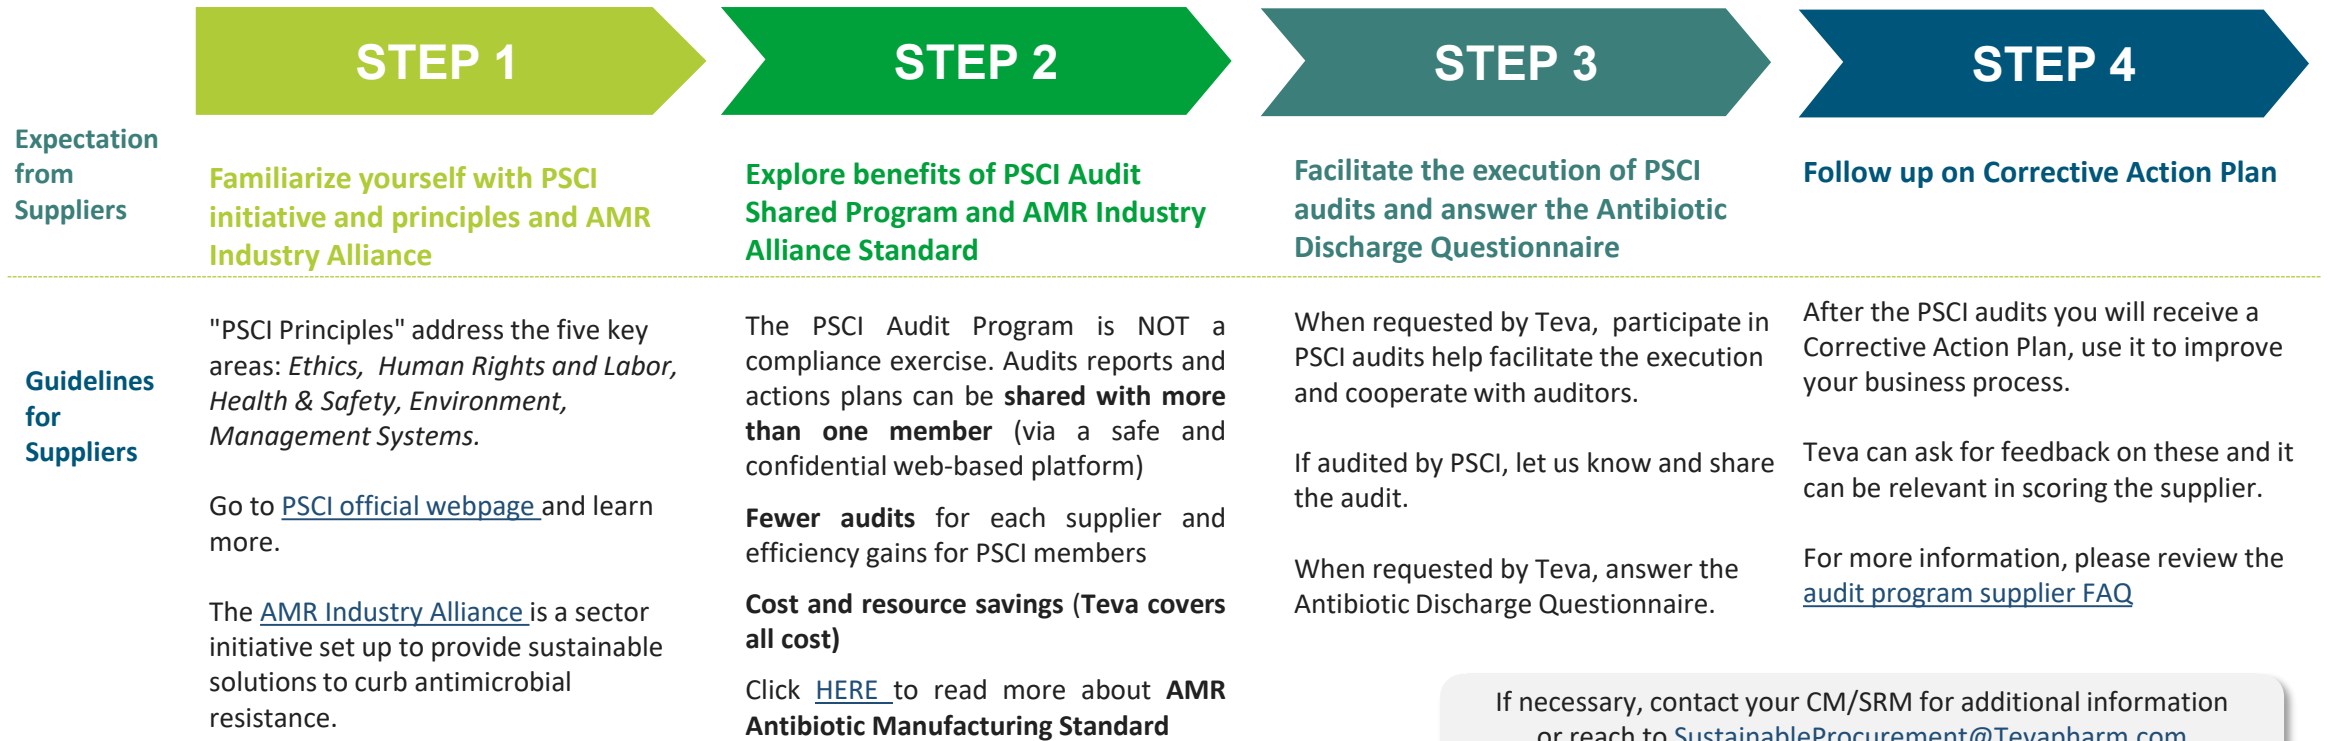 STEP 1
STEP 2
STEP 3
STEP 4
Expectation
from
Suppliers
Familiarize yourself with PSCI
initiative and principles and AMR
Industry Alliance
Explore benefits of PSCI Audit
Shared Program and AMR Industry
Alliance Standard
Facilitate the execution of PSCI
audits and answer the Antibiotic
Discharge Questionnaire
Follow up on Corrective Action Plan
Guidelines
for
Suppliers
"PSCI Principles" address the five key
areas: Ethics, Human Rights and Labor,
Health & Safety, Environment,
Management Systems.
Go to PSCI official webpage and learn
more.
The AMR Industry Alliance is a sector
initiative set up to provide sustainable
solutions to curb antimicrobial
resistance.
The PSCI Audit Program is NOT a
compliance exercise. Audits reports and
actions plans can be shared with more
than one member (via a safe and
confidential web-based platform)
Fewer audits for each supplier and
efficiency gains for PSCI members
Cost and resource savings (Teva covers
all cost)
Click HERE to read more about AMR
Antibiotic Manufacturing Standard
When requested by Teva, participate in
PSCI audits help facilitate the execution
and cooperate with auditors.
If audited by PSCI, let us know and share
the audit.
When requested by Teva, answer the
Antibiotic Discharge Questionnaire.
After the PSCI audits you will receive a
Corrective Action Plan, use it to improve
your business process.
Teva can ask for feedback on these and it
can be relevant in scoring the supplier.
For more information, please review the
audit program supplier FAQ
If necessary, contact your CM/SRM for additional information
or reach to SustainableProcurement@Tevapharm.com